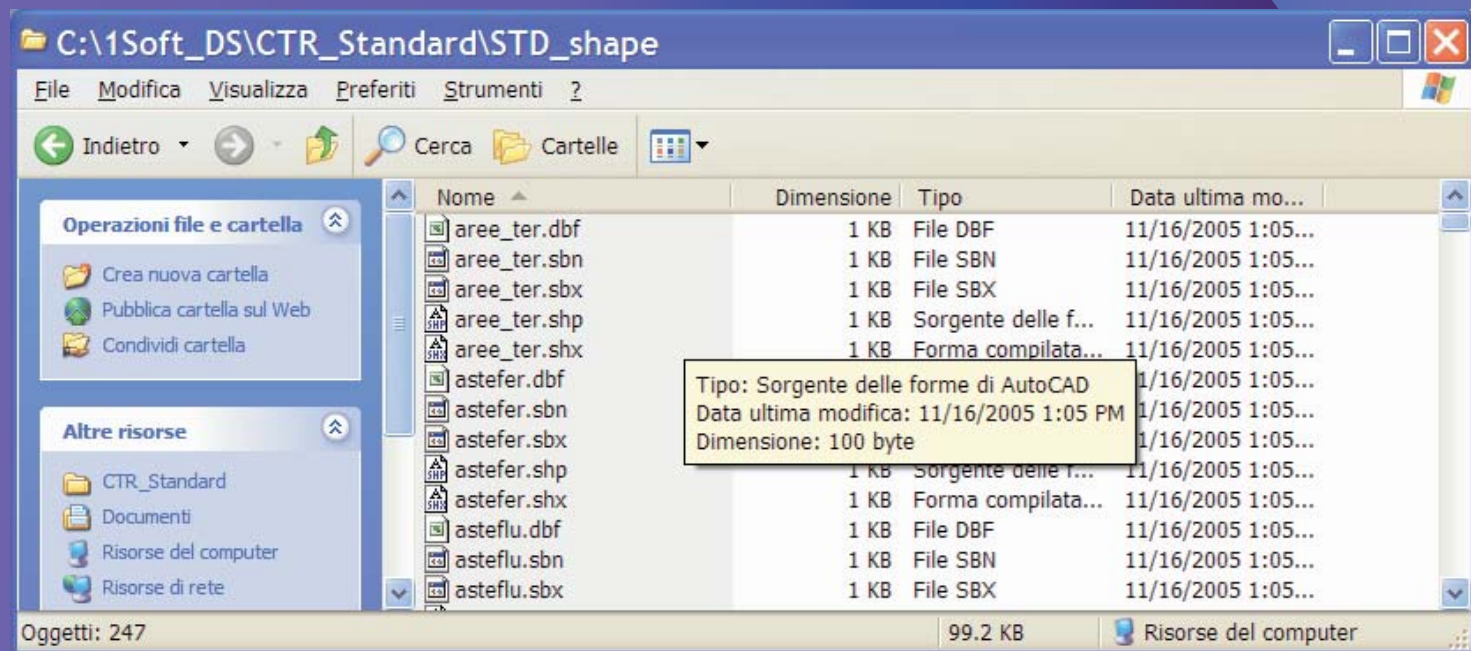 C:\1Soft_DS\CTR_Standard\STD_shape
File Modifica Visualizza Preferiti Strumenti ?
Indietro Cerca Cartelle
Operazioni file e cartella
Crea nuova cartella
Pubblica cartella sul Web
Condividi cartella
Altre risorse
CTR_Standard
Documenti
Risorse del computer
Risorse di rete
Nome Dimensione Tipo Data ultima mo...
aree_ter.dbf 1 KB File DBF 11/16/2005 1:05...
aree_ter.sbn 1 KB File SBN 11/16/2005 1:05...
aree_ter.sbx 1 KB File SBX 11/16/2005 1:05...
aree_ter.shp 1 KB Sorgente delle f... 11/16/2005 1:05...
aree_ter.shx 1 KB Forma compilata... 11/16/2005 1:05...
astefer.dbf 1/16/2005 1:05...
astefer.sbn 1/16/2005 1:05...
astefer.sbx 1/16/2005 1:05...
astefer.shp 1 KB Sorgente delle f... 11/16/2005 1:05...
astefer.shx 1 KB Forma compilata... 11/16/2005 1:05...
asteflu.dbf 1 KB File DBF 11/16/2005 1:05...
asteflu.sbn 1 KB File SBN 11/16/2005 1:05...
asteflu.sbx 1 KB File SBX 11/16/2005 1:05...
Tipo: Sorgente delle forme di AutoCAD
Data ultima modifica: 11/16/2005 1:05 PM
Dimensione: 100 byte
Oggetti: 247 99.2 KB Risorse del computer